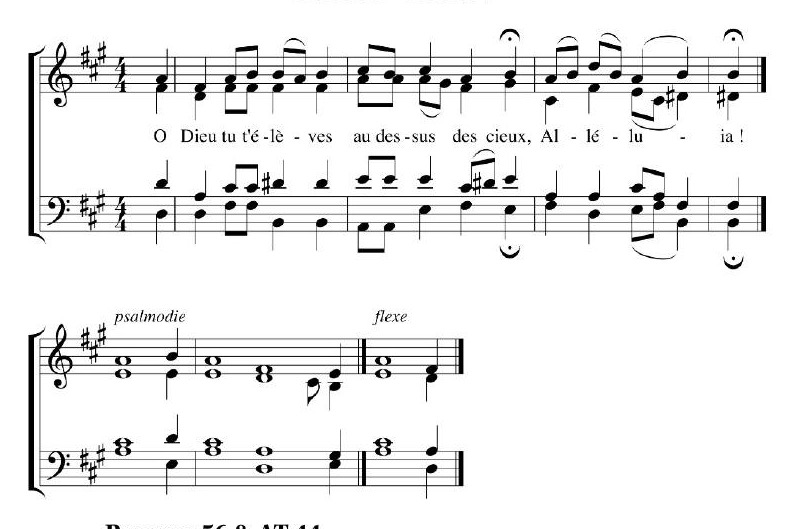 O Dieu tu t'é - lè - ves au des - sus des cieux, Al - lé - lu - ia !
psalmodie flexe